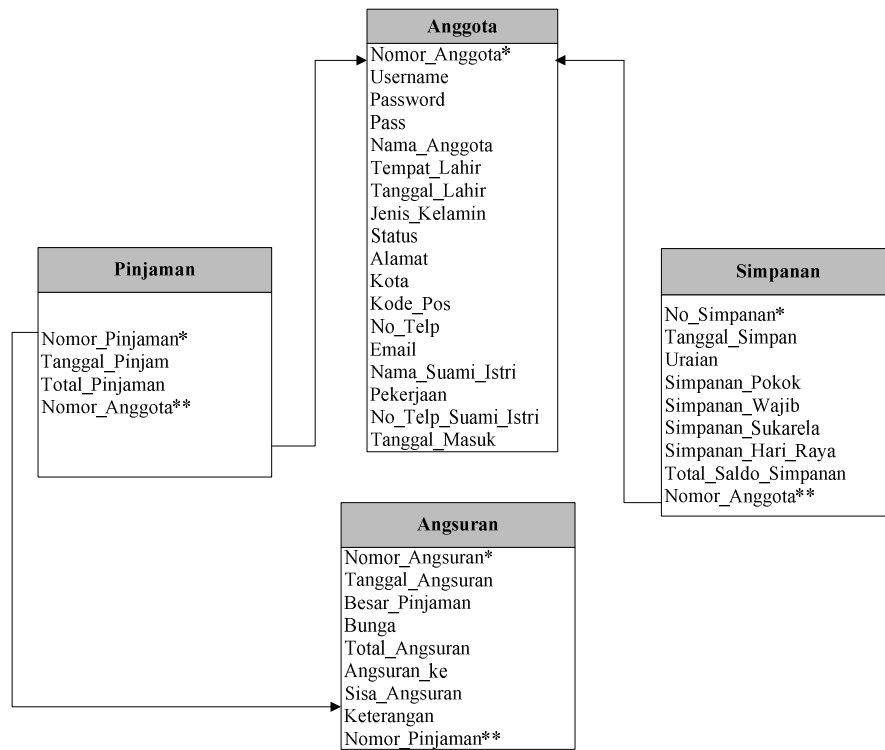 Anggota
Nomor_Anggota*
Username
Password
Pass
Nama_Anggota
Tempat_Lahir
Tanggal_Lahir
Jenis_Kelamin
Status
Alamat
Kota
Kode_Pos
No_Telp
Email
Nama_Suami_Istri
Pekerjaan
No_Telp_Suami_Istri
Tanggal_Masuk
Pinjaman
Nomor_Pinjaman*
Tanggal_Pinjam
Total_Pinjaman
Nomor_Anggota**
Simpanan
No_Simpanan*
Tanggal_Simpan
Uraian
Simpanan_Pokok
Simpanan_Wajib
Simpanan_Sukarela
Simpanan_Hari_Raya
Total_Saldo_Simpanan
Nomor_Anggota**
Angsuran
Nomor_Angsuran*
Tanggal_Angsuran
Besar_Pinjaman
Bunga
Total_Angsuran
Angsuran_ke
Sisa_Angsuran
Keterangan
Nomor_Pinjaman**